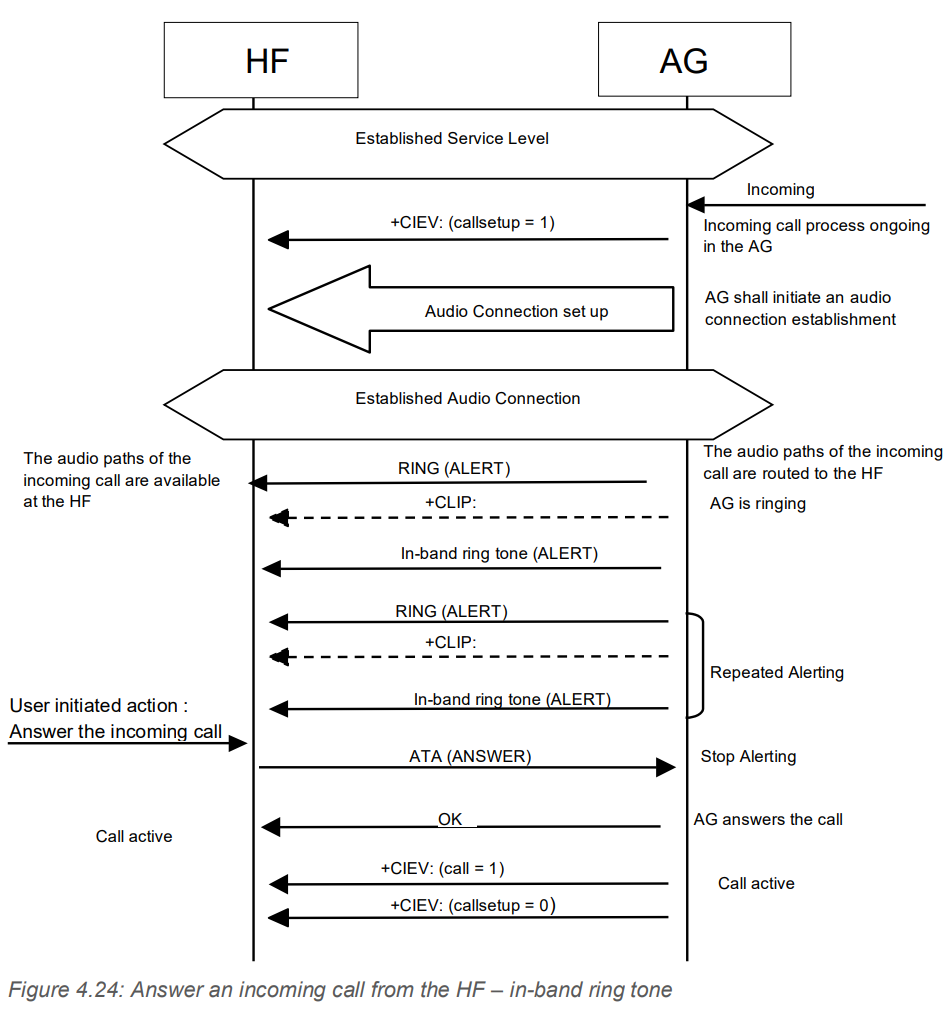 HF
AG
Established Service Level
Incoming
+CIEV: (callsetup = 1)
Incoming call process ongoing
in the AG
Audio Connection set up
AG shall initiate an audio
connection establishment
Established Audio Connection
The audio paths of the
incoming call are available
at the HF
The audio paths of the incoming
call are routed to the HF
RING (ALERT)
+CLIP:
AG is ringing
In-band ring tone (ALERT)
RING (ALERT)
+CLIP:
Repeated Alerting
In-band ring tone (ALERT)
User initiated action :
Answer the incoming call
ATA (ANSWER)
Stop Alerting
OK
AG answers the call
Call active
+CIEV: (call = 1)
Call active
+CIEV: (callsetup = 0)
Figure 4.24: Answer an incoming call from the HF – in-band ring tone